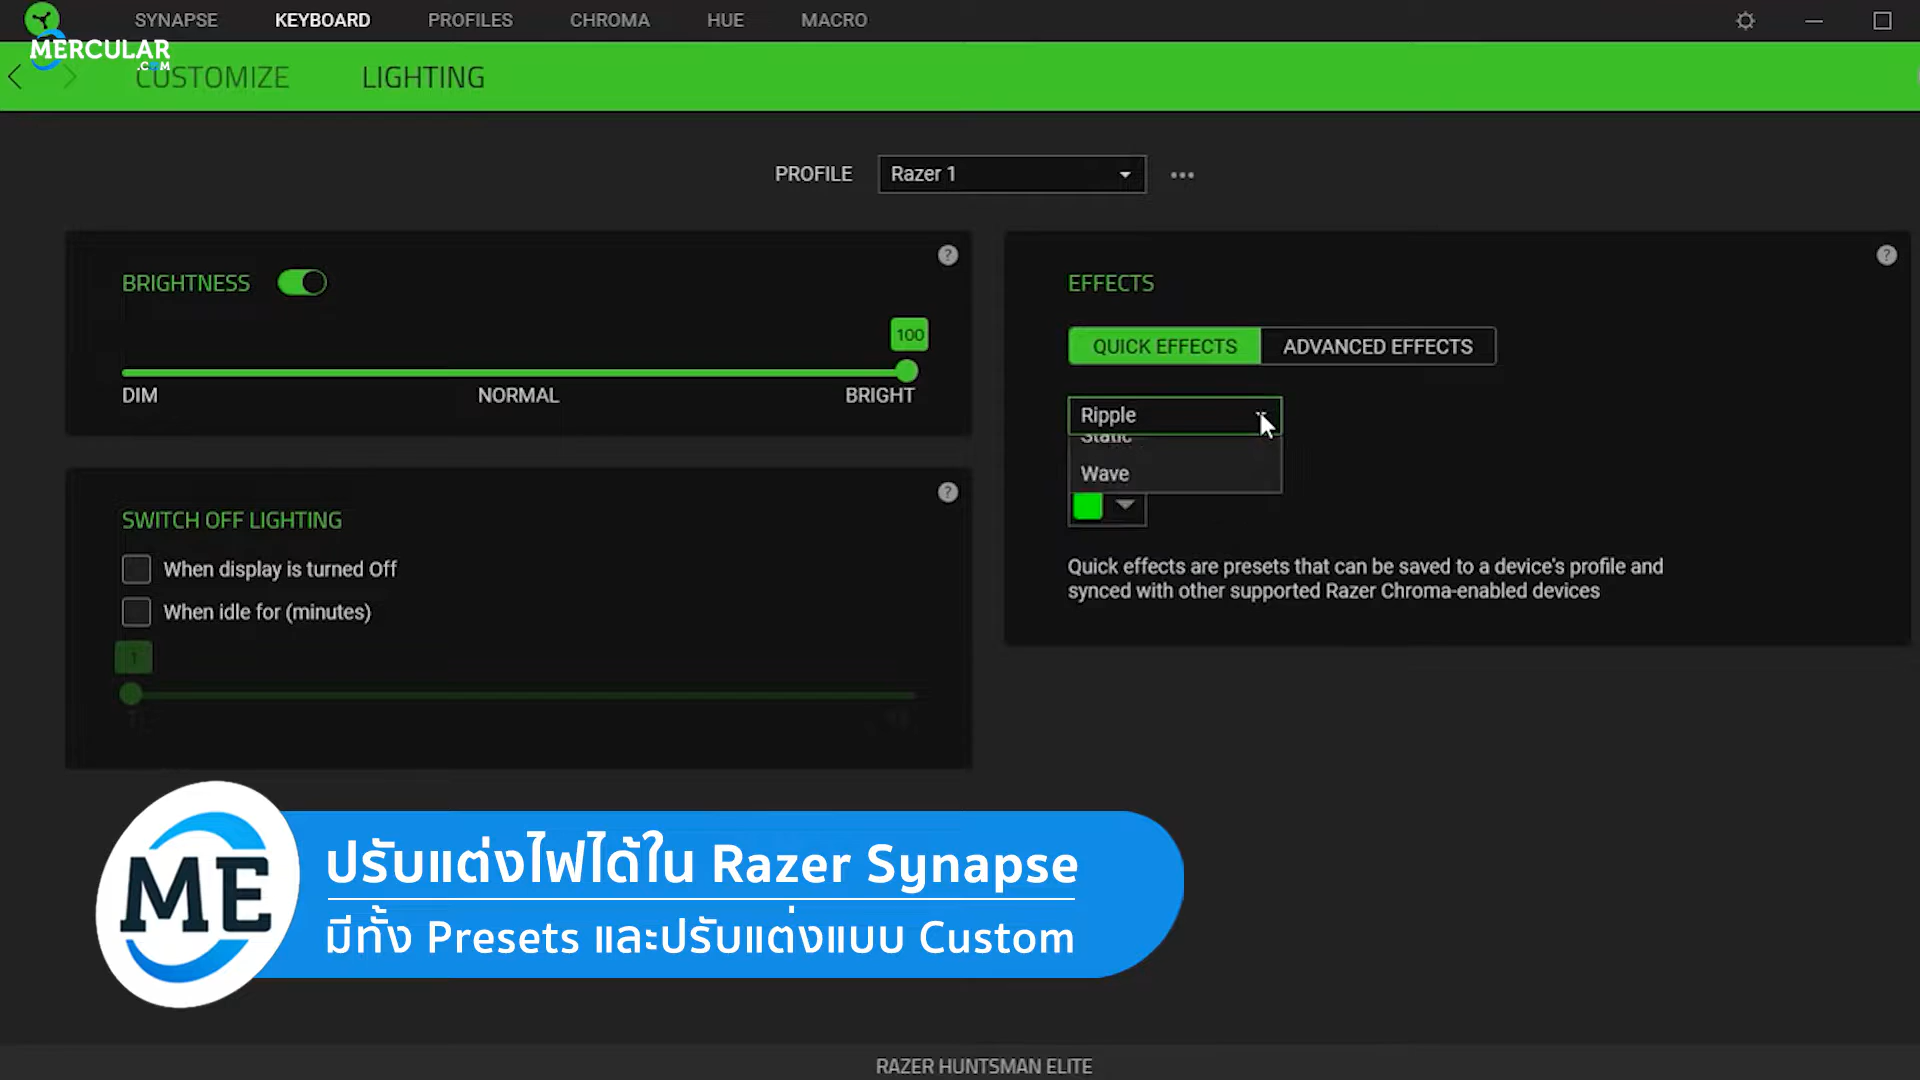 SYNAPSE KEYBOARD PROFILES CHROMA HUE MACRO
MERCULAR
.COM
CUSTOMIZE LIGHTING
PROFILE Razer 1
BRIGHTNESS
100
DIM NORMAL BRIGHT
SWITCH OFF LIGHTING
When display is turned Off
When idle for (minutes)
1
EFFECTS
QUICK EFFECTS ADVANCED EFFECTS
Ripple
Static
Wave
Quick effects are presets that can be saved to a device's profile and
synced with other supported Razer Chroma-enabled devices
ME
ปรับแต่งไฟได้ใน Razer Synapse
มีทั้ง Presets และปรับแต่งแบบ Custom
RAZER HUNTSMAN ELITE